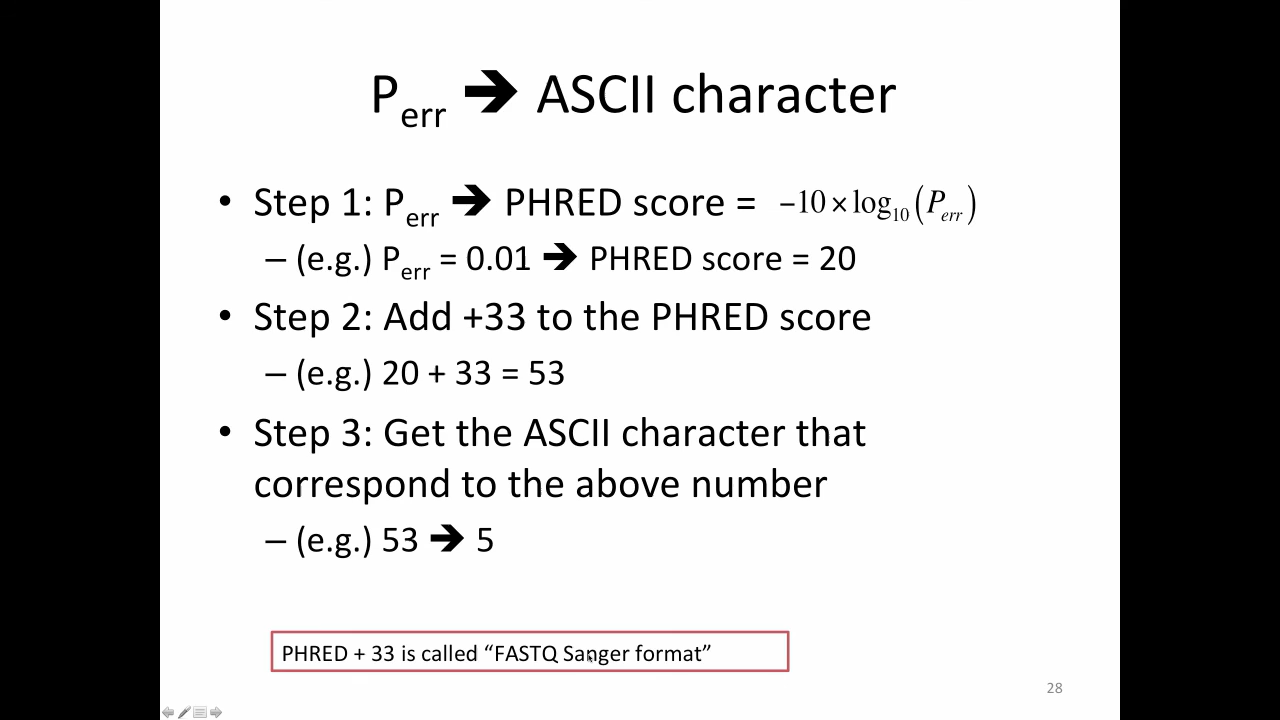 Perr ➔ ASCII character
• Step 1: Perr ➔ PHRED score = −10 × log10 (Perr)
– (e.g.) Perr = 0.01 ➔ PHRED score = 20
• Step 2: Add +33 to the PHRED score
– (e.g.) 20 + 33 = 53
• Step 3: Get the ASCII character that
correspond to the above number
– (e.g.) 53 ➔ 5
PHRED + 33 is called “FASTQ Sanger format”
28